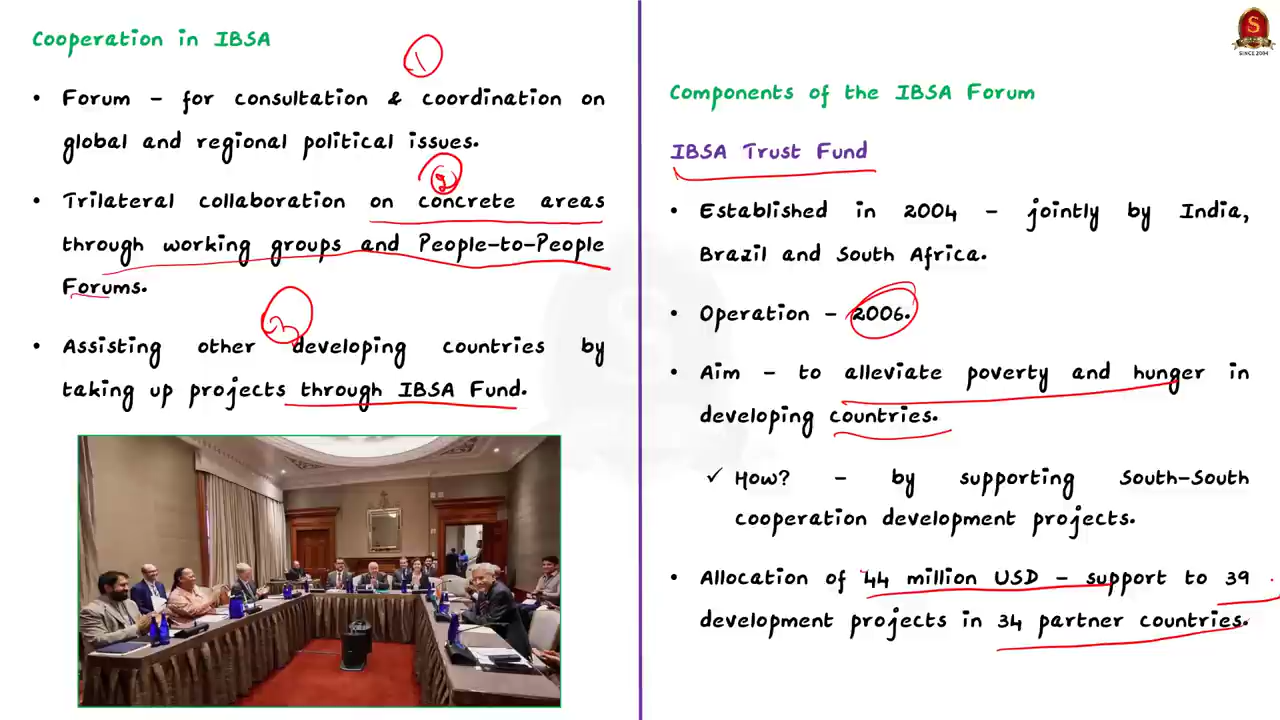 Cooperation in IBSA
1
• Forum – for consultation & coordination on
global and regional political issues.
2
• Trilateral collaboration on concrete areas
through working groups and People-to-People
Forums.
3
• Assisting other developing countries by
taking up projects through IBSA Fund.
S
SINCE 2004
Components of the IBSA Forum
IBSA Trust Fund
• Established in 2004 – jointly by India,
Brazil and South Africa.
• Operation – 2006.
• Aim – to alleviate poverty and hunger in
developing countries.
✓ How? – by supporting South-South
cooperation development projects.
• Allocation of 44 million USD – support to 39
development projects in 34 partner countries.